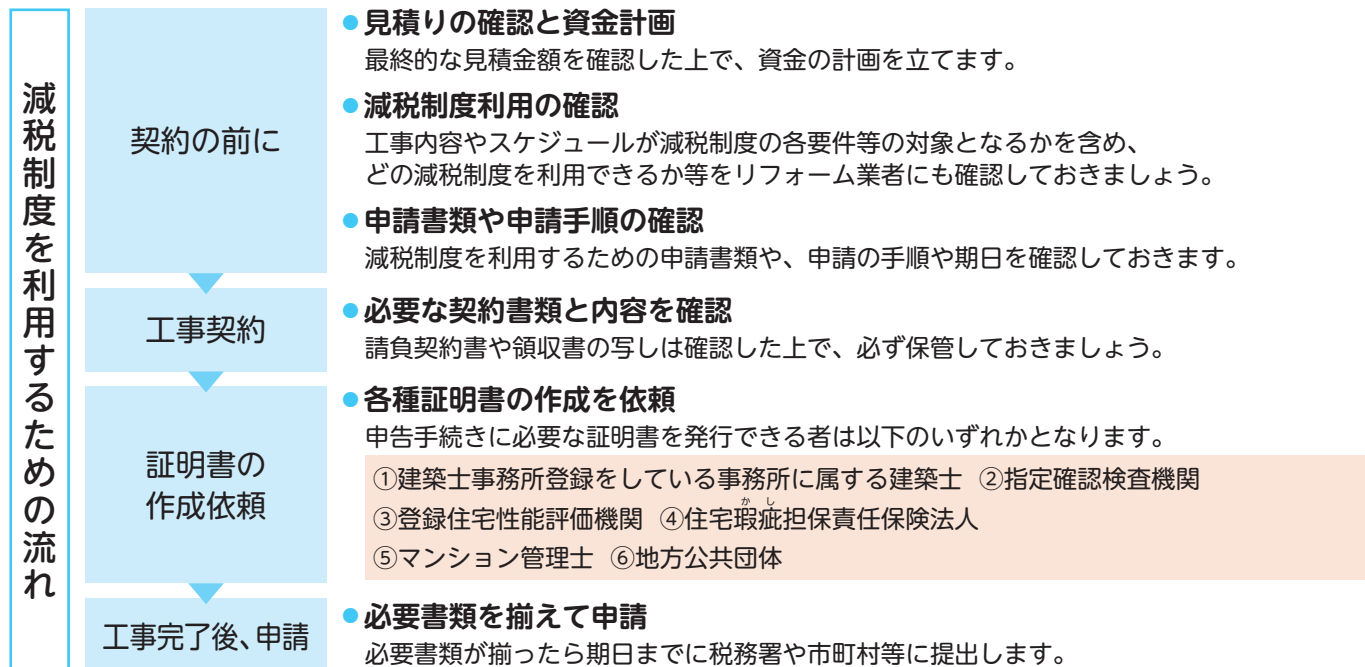 減税制度を利用するための流れ
契約の前に
●見積りの確認と資金計画
最終的な見積金額を確認した上で、資金の計画を立てます。
●減税制度利用の確認
工事内容やスケジュールが減税制度の各要件等の対象となるかを含め、
どの減税制度を利用できるか等をリフォーム業者にも確認しておきましょう。
●申請書類や申請手順の確認
減税制度を利用するための申請書類や、申請の手順や期日を確認しておきます。
工事契約
●必要な契約書類と内容を確認
請負契約書や領収書の写しは確認した上で、必ず保管しておきましょう。
証明書の
作成依頼
●各種証明書の作成を依頼
申告手続きに必要な証明書を発行できる者は以下のいずれかとなります。
①建築士事務所登録をしている事務所に属する建築士 ②指定確認検査機関
かし
③登録住宅性能評価機関 ④住宅瑕疵担保責任保険法人
⑤マンション管理士 ⑥地方公共団体
工事完了後、申請
●必要書類を揃えて申請
必要書類が揃ったら期日までに税務署や市町村等に提出します。